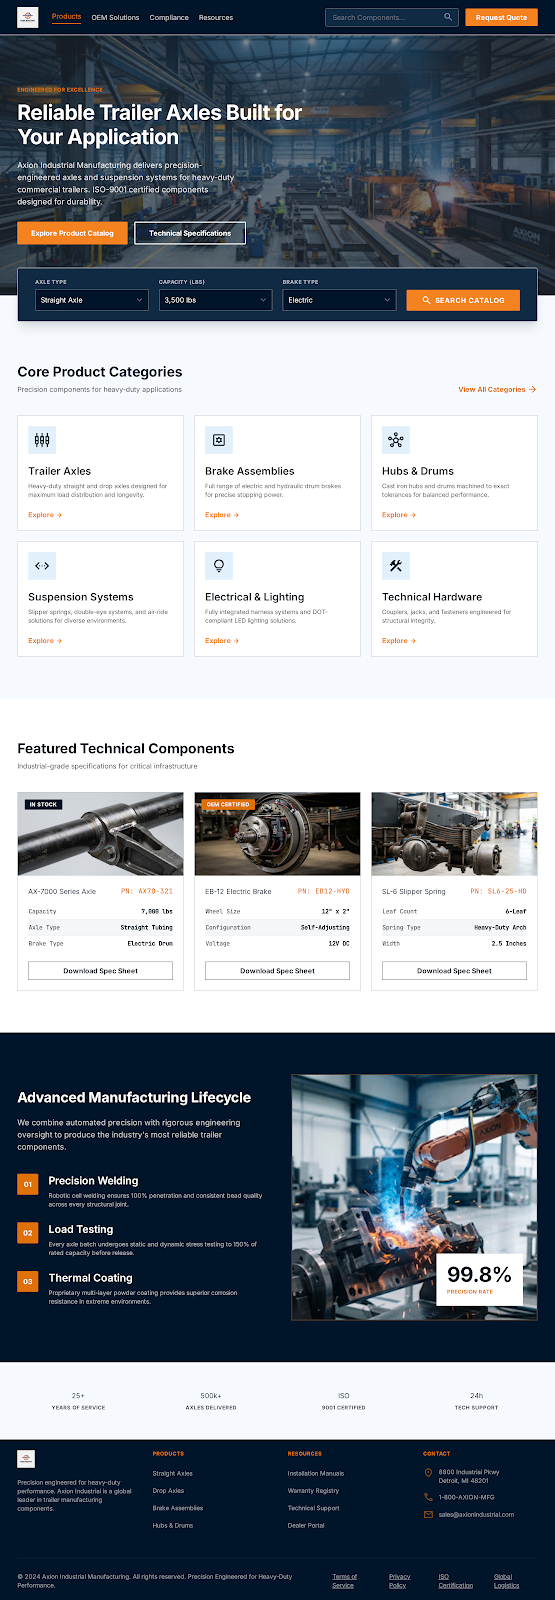 Products
OEM Solutions
Compliance
Resources
Search Components...
Request Quote
ENGINEERED FOR EXCELLENCE
Reliable Trailer Axles Built for
Your Application
Axion Industrial Manufacturing delivers precision-
engineered axles and suspension systems for heavy-duty
commercial trailers. ISO-9001 certified components
designed for durability.
Explore Product Catalog
Technical Specifications
AXION
AXLE TYPE
CAPACITY (LBS)
BRAKE TYPE
Straight Axle
3,500 lbs
Electric
SEARCH CATALOG
Core Product Categories
Precision components for heavy-duty applications
View All Categories →
Trailer Axles
Heavy-duty straight and drop axles designed for
maximum load distribution and longevity.
Explore →
Brake Assemblies
Full range of electric and hydraulic drum brakes
for precise stopping power.
Explore →
Hubs & Drums
Cast iron hubs and drums machined to exact
tolerances for balanced performance.
Explore →
Suspension Systems
Slipper springs, double-eye systems, and air-ride
solutions for diverse environments.
Explore →
Electrical & Lighting
Fully integrated harness systems and DOT-
compliant LED lighting solutions.
Explore →
Technical Hardware
Couplers, jacks, and fasteners engineered for
structural integrity.
Explore →
Featured Technical Components
Industrial-grade specifications for critical infrastructure
IN STOCK
AX-7000 Series Axle
PN: AX70-321
Capacity
7,000 lbs
Axle Type
Straight Tubing
Brake Type
Electric Drum
Download Spec Sheet
OEM CERTIFIED
EB-12 Electric Brake
PN: EB12-HYD
Wheel Size
12" x 2"
Configuration
Self-Adjusting
Voltage
12V DC
Download Spec Sheet
SL-6 Slipper Spring
PN: SL6-25-HD
Leaf Count
6-Leaf
Spring Type
Heavy-Duty Arch
Width
2.5 Inches
Download Spec Sheet
Advanced Manufacturing Lifecycle
We combine automated precision with rigorous engineering
oversight to produce the industry's most reliable trailer
components.
01
Precision Welding
Robotic cell welding ensures 100% penetration and consistent bead quality
across every structural joint.
02
Load Testing
Every axle batch undergoes static and dynamic stress testing to 150% of
rated capacity before release.
03
Thermal Coating
Proprietary multi-layer powder coating provides superior corrosion
resistance in extreme environments.
AXION
99.8%
PRECISION RATE
25+
YEARS OF SERVICE
500k+
AXLES DELIVERED
ISO
9001 CERTIFIED
24h
TECH SUPPORT
Precision engineered for heavy-duty
performance. Axion Industrial is a global
leader in trailer manufacturing
components.
PRODUCTS
Straight Axles
Drop Axles
Brake Assemblies
Hubs & Drums
RESOURCES
Installation Manuals
Warranty Registry
Technical Support
Dealer Portal
CONTACT
8800 Industrial Pkwy
Detroit, MI 48201
1-800-AXION-MFG
sales@axionindustrial.com
© 2024 Axion Industrial Manufacturing. All rights reserved. Precision Engineered for Heavy-Duty
Performance.
Terms of
Service
Privacy
Policy
ISO
Certification
Global
Logistics